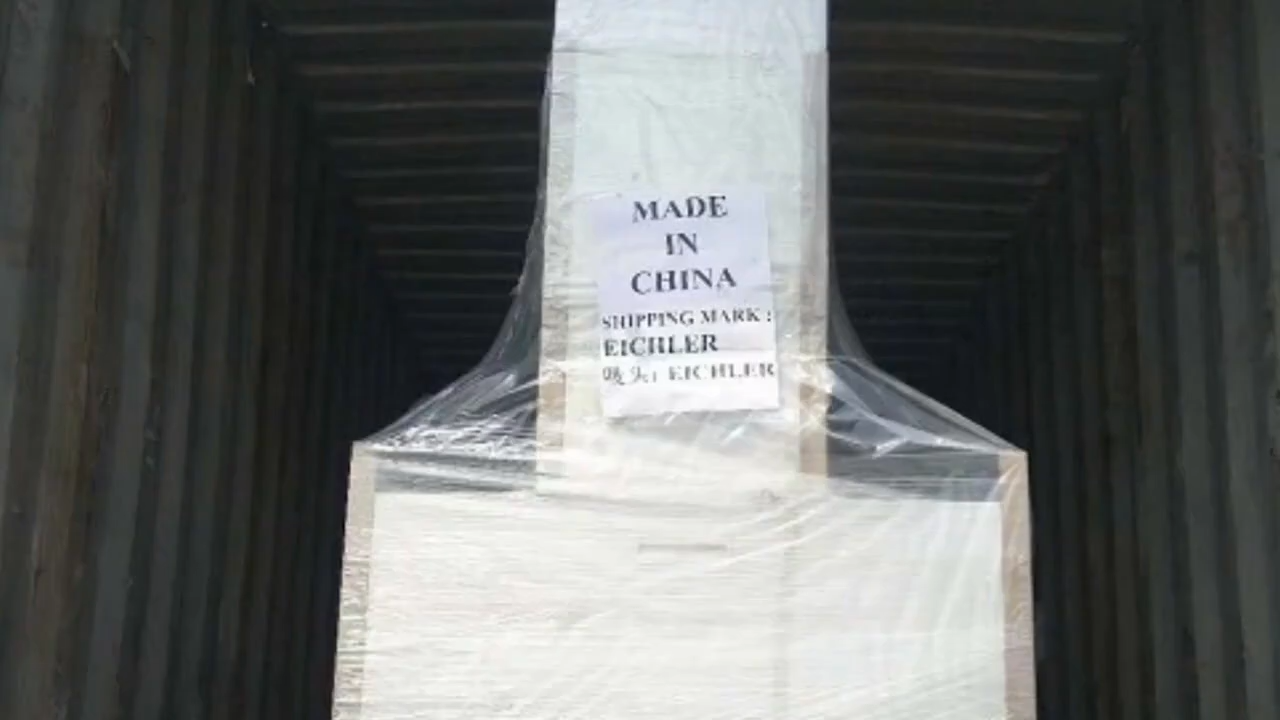 MADE
IN
CHINA
SHIPPING MARK :
EICHLER
唛头: EICHLER